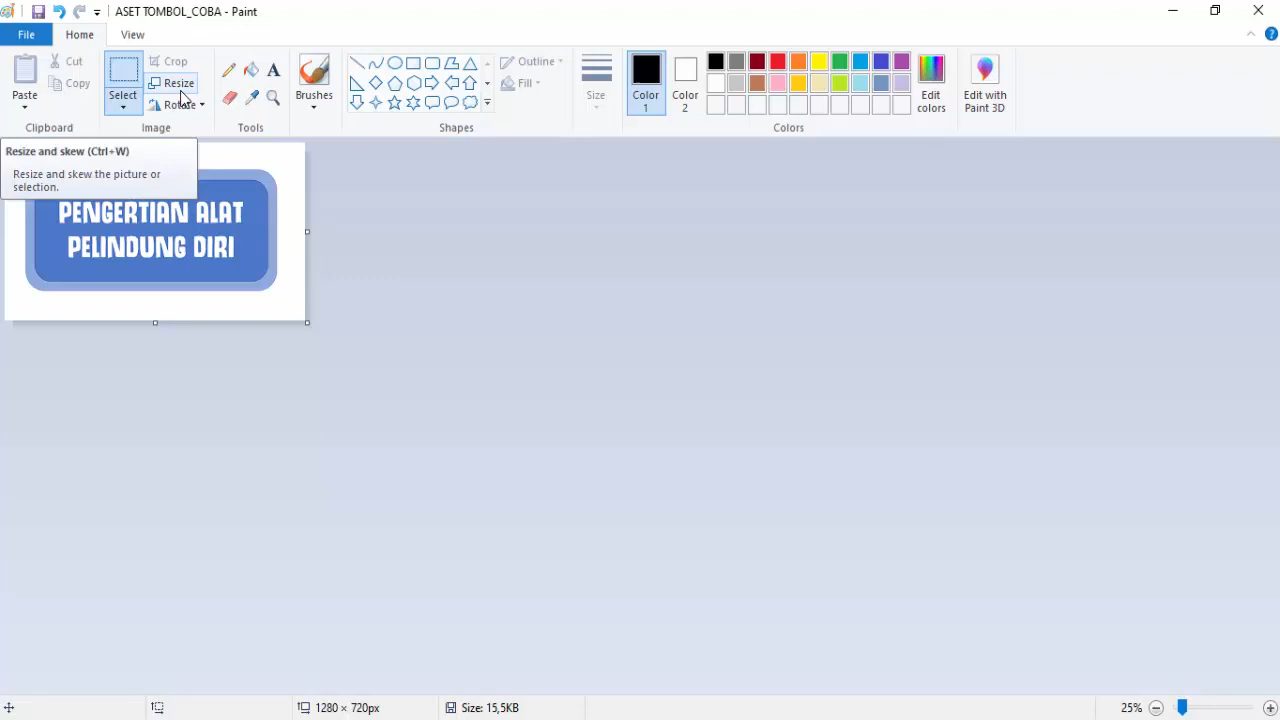 ASET TOMBOL_COBA - Paint
File
Home
View
Paste
Cut
Copy
Clipboard
Select
Crop
Resize
Rotate
Image
Tools
Brushes
Shapes
Outline
Fill
Size
Color 1
Color 2
Colors
Edit colors
Edit with Paint 3D
Resize and skew (Ctrl+W)
Resize and skew the picture or
selection.
PENGERTIAN ALAT
PELINDUNG DIRI
1280 × 720px
Size: 15,5KB
25%